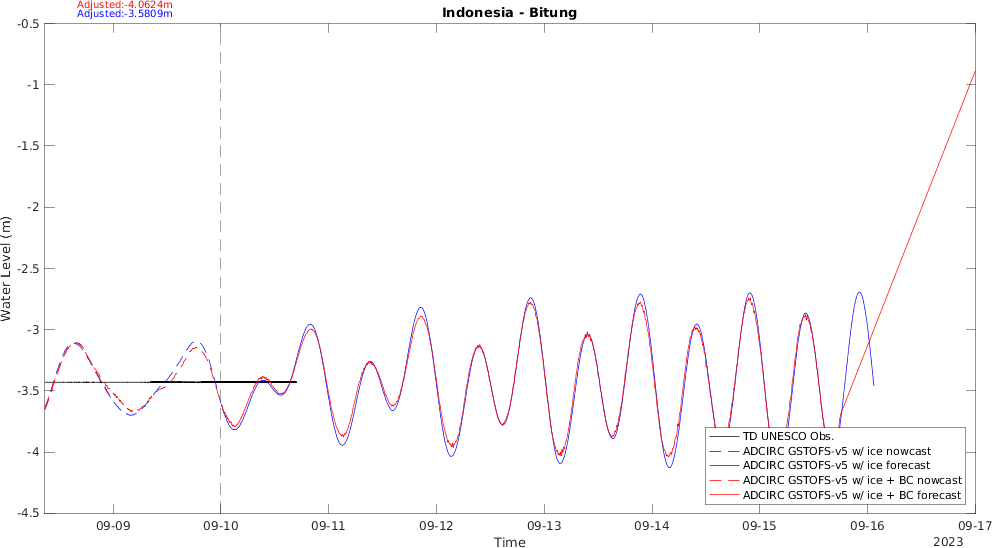 Adjusted:-4.0624m
Adjusted:-3.5809m
Indonesia - Bitung
-0.5
-1
-1.5
-2
-2.5
-3
-3.5
-4
-4.5
Water Level (m)
TD UNESCO Obs.
ADCIRC GSTOFS-v5 w/ ice nowcast
ADCIRC GSTOFS-v5 w/ ice forecast
ADCIRC GSTOFS-v5 w/ ice + BC nowcast
ADCIRC GSTOFS-v5 w/ ice + BC forecast
09-09 09-10 09-11 09-12 09-13 09-14 09-15 09-16 09-17
Time
2023